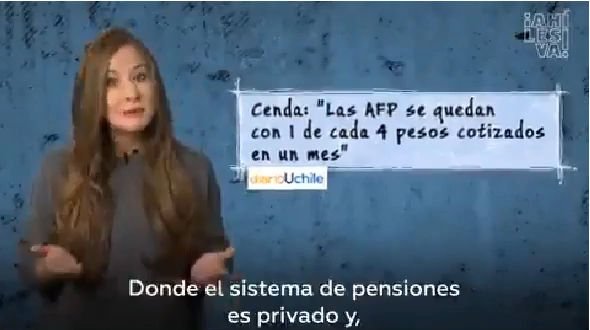 ¡AHÍ
LES
VA!
Cenda: "Las AFP se quedan
con 1 de cada 4 pesos cotizados
en un mes"
diarioUchile
Donde el sistema de pensiones
es privado y,